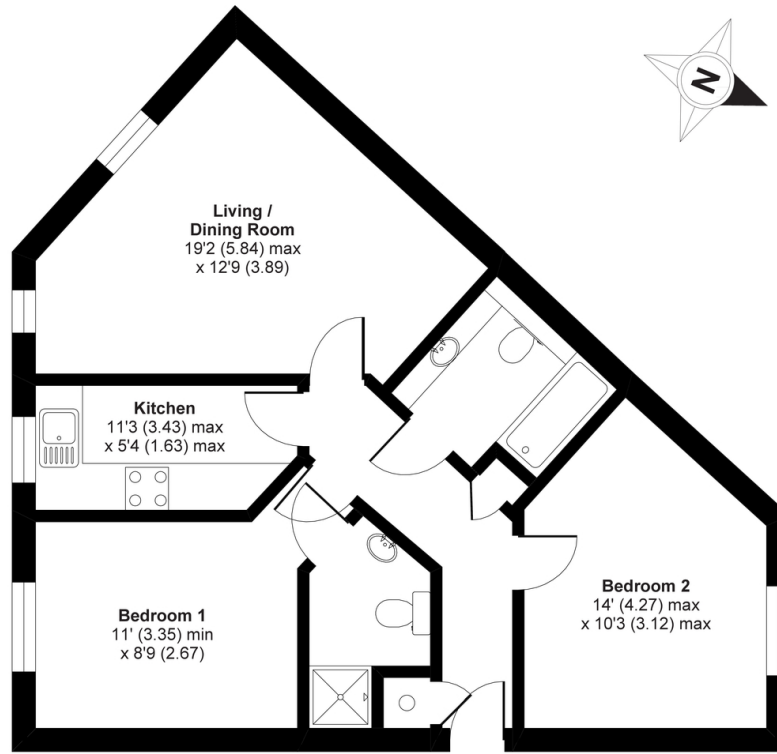 N
Living /
Dining Room
19'2 (5.84) max
x 12'9 (3.89)
Kitchen
11'3 (3.43) max
x 5'4 (1.63) max
Bedroom 1
11' (3.35) min
x 8'9 (2.67)
Bedroom 2
14' (4.27) max
x 10'3 (3.12) max